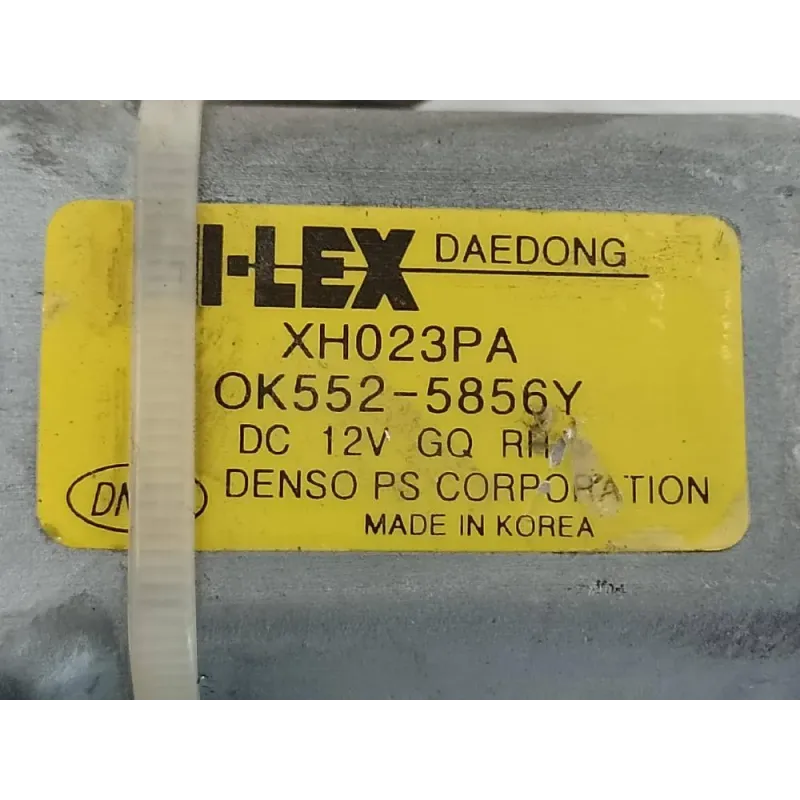 I-LEX DAEDONG
XH023PA
OK552-5856Y
DC 12V GQ RH
DENSO PS CORPORATION
MADE IN KOREA